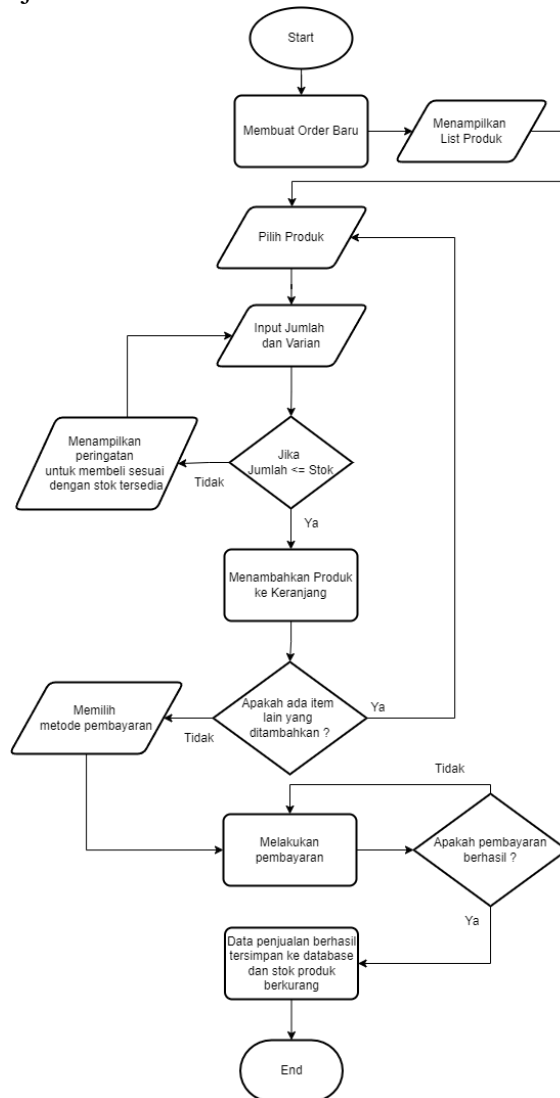 Start
Membuat Order Baru
Menampilkan
List Produk
Pilih Produk
Input Jumlah
dan Varian
Jika
Jumlah <= Stok
Tidak
Menampilkan
peringatan
untuk membeli sesuai
dengan stok tersedia
Ya
Menambahkan Produk
ke Keranjang
Apakah ada item
lain yang
ditambahkan ?
Ya
Tidak
Memilih
metode pembayaran
Melakukan
pembayaran
Tidak
Apakah pembayaran
berhasil ?
Ya
Data penjualan berhasil
tersimpan ke database
dan stok produk
berkurang
End